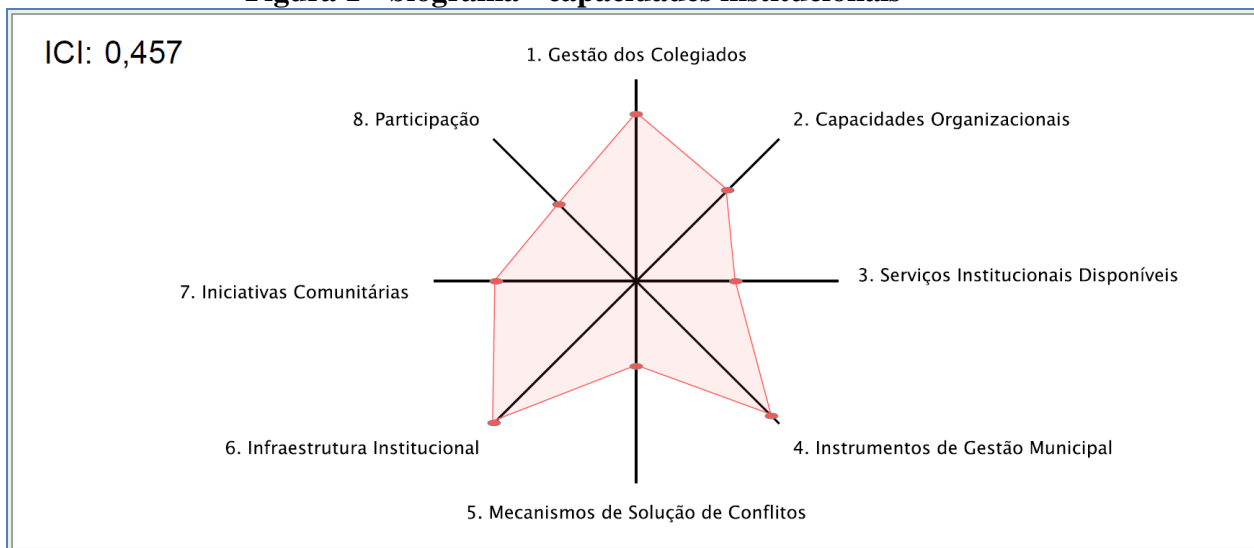 ICI: 0,457
1. Gestão dos Colegiados
2. Capacidades Organizacionais
3. Serviços Institucionais Disponíveis
4. Instrumentos de Gestão Municipal
5. Mecanismos de Solução de Conflitos
6. Infraestrutura Institucional
7. Iniciativas Comunitárias
8. Participação